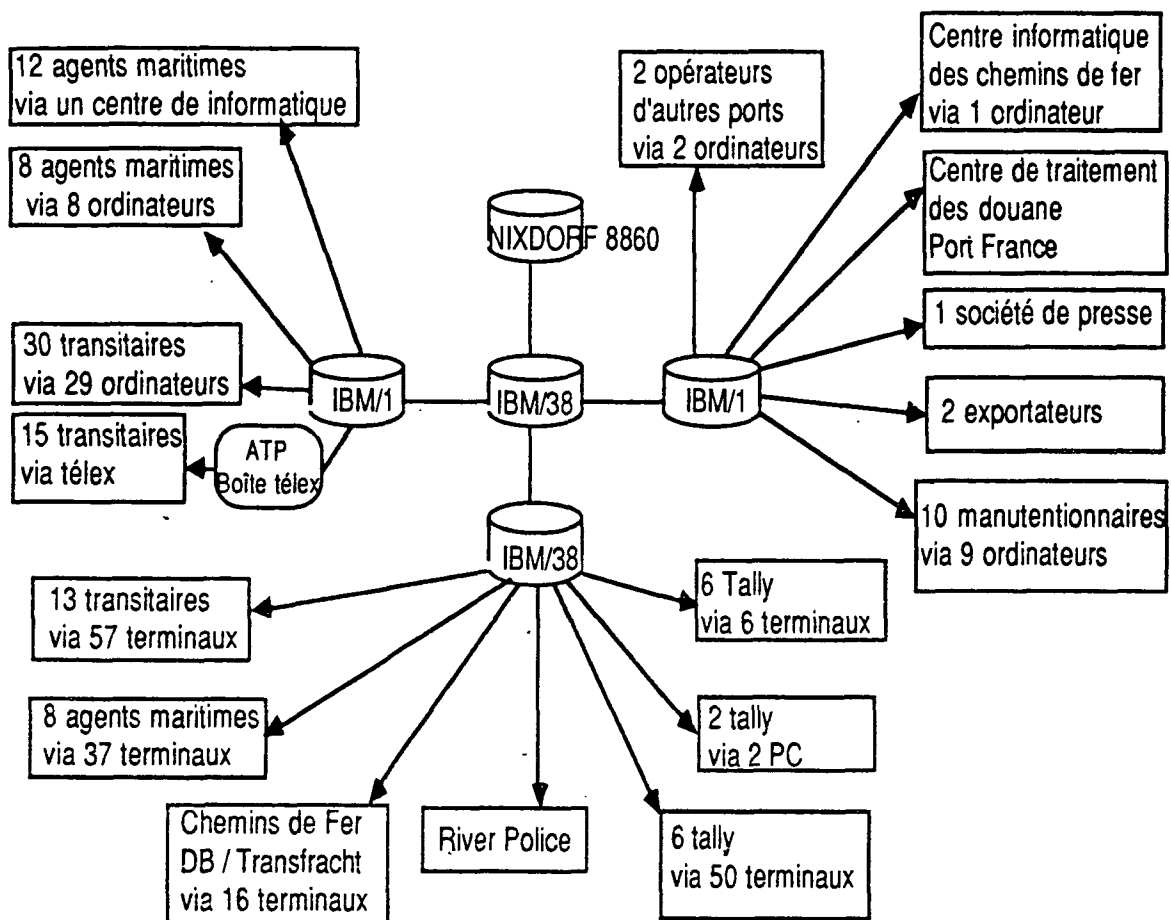 12 agents maritimes
via un centre de informatique
8 agents maritimes
via 8 ordinateurs
30 transitaires
via 29 ordinateurs
15 transitaires
via télex
ATP
Boîte télex
IBM/1
NIXDORF 8860
IBM/38
IBM/1
2 opérateurs
d'autres ports
via 2 ordinateurs
Centre informatique
des chemins de fer
via 1 ordinateur
Centre de traitement
des douane
Port France
1 société de presse
2 exportateurs
10 manutentionnaires
via 9 ordinateurs
IBM/38
13 transitaires
via 57 terminaux
8 agents maritimes
via 37 terminaux
Chemins de Fer
DB / Transfracht
via 16 terminaux
River Police
6 tally
via 50 terminaux
2 tally
via 2 PC
6 Tally
via 6 terminaux